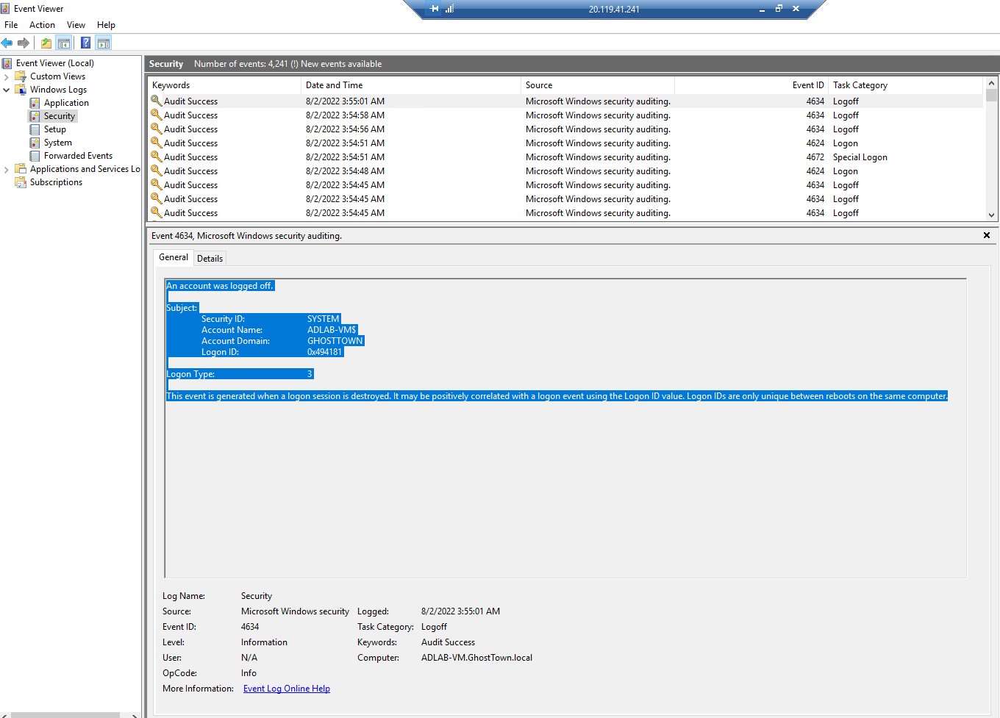 Event Viewer
20.119.41.241
File Action View Help
Event Viewer (Local)
Custom Views
Windows Logs
Application
Security
Setup
System
Forwarded Events
Applications and Services Lo
Subscriptions
Security Number of events: 4,241 (!) New events available
Keywords Date and Time Source Event ID Task Category
Audit Success 8/2/2022 3:55:01 AM Microsoft Windows security auditing. 4634 Logoff
Audit Success 8/2/2022 3:54:58 AM Microsoft Windows security auditing. 4634 Logoff
Audit Success 8/2/2022 3:54:56 AM Microsoft Windows security auditing. 4634 Logoff
Audit Success 8/2/2022 3:54:51 AM Microsoft Windows security auditing. 4624 Logon
Audit Success 8/2/2022 3:54:51 AM Microsoft Windows security auditing. 4672 Special Logon
Audit Success 8/2/2022 3:54:48 AM Microsoft Windows security auditing. 4624 Logon
Audit Success 8/2/2022 3:54:45 AM Microsoft Windows security auditing. 4634 Logoff
Audit Success 8/2/2022 3:54:45 AM Microsoft Windows security auditing. 4634 Logoff
Audit Success 8/2/2022 3:54:45 AM Microsoft Windows security auditing. 4634 Logoff
Event 4634, Microsoft Windows security auditing.
General Details
An account was logged off.
Subject:
Security ID: SYSTEM
Account Name: ADLAB-VM$
Account Domain: GHOSTTOWN
Logon ID: 0x494181
Logon Type: 3
This event is generated when a logon session is destroyed. It may be positively correlated with a logon event using the Logon ID value. Logon IDs are only unique between reboots on the same computer.
Log Name: Security
Source: Microsoft Windows security Logged: 8/2/2022 3:55:01 AM
Event ID: 4634 Task Category: Logoff
Level: Information Keywords: Audit Success
User: N/A Computer: ADLAB-VM.GhostTown.local
OpCode: Info
More Information: Event Log Online Help